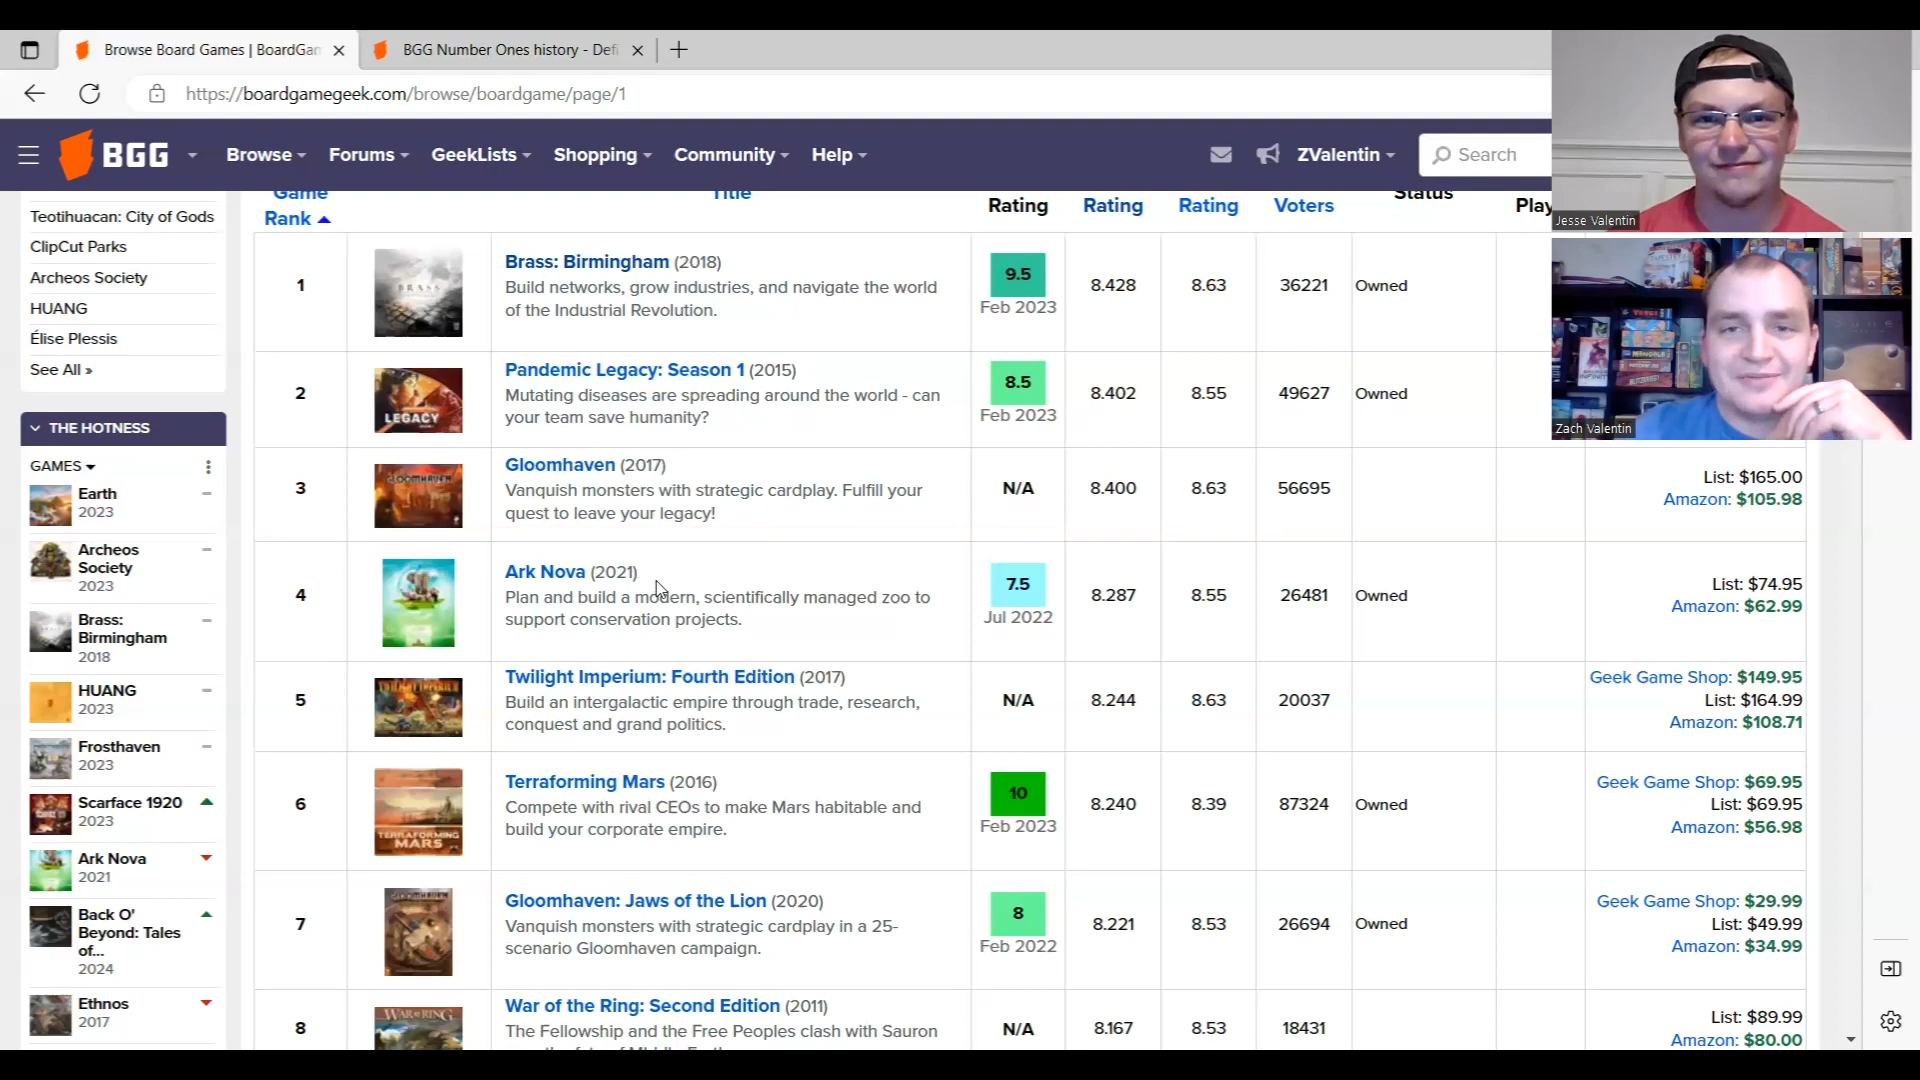 Browse Board Games | BoardGan
BGG Number Ones history - Defi
https://boardgamegeek.com/browse/boardgame/page/1
BGG
Browse
Forums
GeekLists
Shopping
Community
Help
ZValentin
Search
Teotihuacan: City of Gods
ClipCut Parks
Archeos Society
HUANG
Élise Plessis
See All »
THE HOTNESS
GAMES
Earth
2023
Archeos
Society
2023
Brass:
Birmingham
2018
HUANG
2023
Frosthaven
2023
Scarface 1920
2023
Ark Nova
2021
Back O'
Beyond: Tales
of...
2024
Ethnos
2017
Game
Rank
Title
Rating
Rating
Rating
Voters
Status
Play
1
BRASS
Brass: Birmingham (2018)
Build networks, grow industries, and navigate the world
of the Industrial Revolution.
9.5
Feb 2023
8.428
8.63
36221
Owned
2
LEGACY
Pandemic Legacy: Season 1 (2015)
Mutating diseases are spreading around the world - can
your team save humanity?
8.5
Feb 2023
8.402
8.55
49627
Owned
3
GLOOMHAVEN
Gloomhaven (2017)
Vanquish monsters with strategic cardplay. Fulfill your
quest to leave your legacy!
N/A
8.400
8.63
56695
List: $165.00
Amazon: $105.98
4
Ark Nova (2021)
Plan and build a modern, scientifically managed zoo to
support conservation projects.
7.5
Jul 2022
8.287
8.55
26481
Owned
List: $74.95
Amazon: $62.99
5
TWILIGHT IMPERIUM
Twilight Imperium: Fourth Edition (2017)
Build an intergalactic empire through trade, research,
conquest and grand politics.
N/A
8.244
8.63
20037
Geek Game Shop: $149.95
List: $164.99
Amazon: $108.71
6
TERRAFORMING
MARS
Terraforming Mars (2016)
Compete with rival CEOs to make Mars habitable and
build your corporate empire.
10
Feb 2023
8.240
8.39
87324
Owned
Geek Game Shop: $69.95
List: $69.95
Amazon: $56.98
7
GLOOMHAVEN
Gloomhaven: Jaws of the Lion (2020)
Vanquish monsters with strategic cardplay in a 25-
scenario Gloomhaven campaign.
8
Feb 2022
8.221
8.53
26694
Owned
Geek Game Shop: $29.99
List: $49.99
Amazon: $34.99
8
WAR OF THE RING
War of the Ring: Second Edition (2011)
The Fellowship and the Free Peoples clash with Sauron
N/A
8.167
8.53
18431
List: $89.99
Amazon: $80.00
Jesse Valentin
Zach Valentin